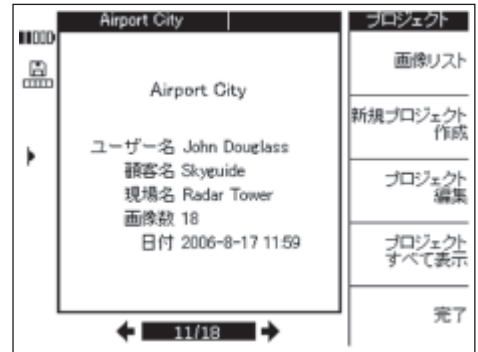 Airport City
Airport City
ユーザー名 John Douglass
顧客名 Skyguide
現場名 Radar Tower
画像数 18
日付 2006-8-17 11:59
11/18
プロジェクト
画像リスト
新規プロジェクト
作成
プロジェクト
編集
プロジェクト
すべて表示
完了